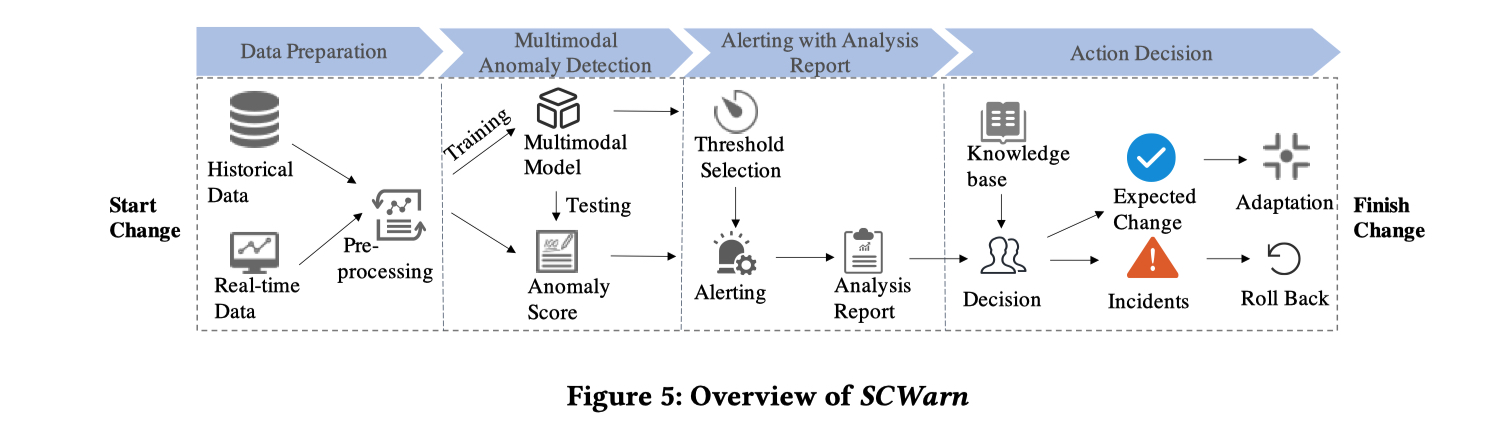 Data Preparation
Multimodal
Anomaly Detection
Alerting with Analysis
Report
Action Decision
Start
Change
Historical
Data
Real-time
Data
Pre-
processing
Training
Multimodal
Model
Testing
100
Anomaly
Score
Threshold
Selection
Alerting
Analysis
Report
Knowledge
base
Decision
Expected
Change
Incidents
Adaptation
Roll Back
Finish
Change
Figure 5: Overview of SCWarn